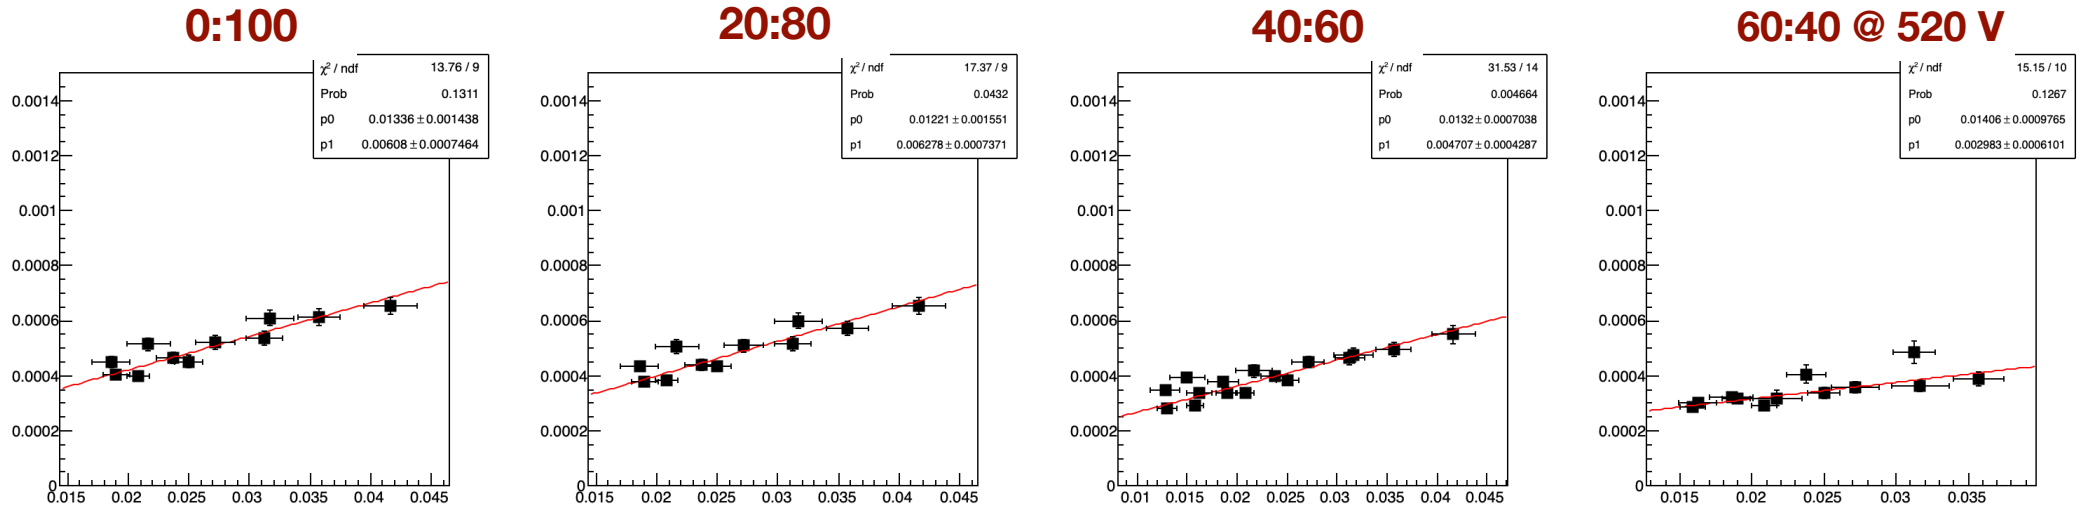 0:100
χ² / ndf 13.76 / 9
Prob 0.1311
p0 0.01336 ± 0.001438
p1 0.00608 ± 0.0007464
0.0014
0.0012
0.001
0.0008
0.0006
0.0004
0.0002
0
0.015 0.02 0.025 0.03 0.035 0.04 0.045
20:80
χ² / ndf 17.37 / 9
Prob 0.0432
p0 0.01221 ± 0.001551
p1 0.006278 ± 0.0007371
0.0014
0.0012
0.001
0.0008
0.0006
0.0004
0.0002
0
0.015 0.02 0.025 0.03 0.035 0.04 0.045
40:60
χ² / ndf 31.53 / 14
Prob 0.004664
p0 0.0132 ± 0.0007038
p1 0.004707 ± 0.0004287
0.0014
0.0012
0.001
0.0008
0.0006
0.0004
0.0002
0
0.01 0.015 0.02 0.025 0.03 0.035 0.04 0.045
60:40 @ 520 V
χ² / ndf 15.15 / 10
Prob 0.1267
p0 0.01406 ± 0.0009765
p1 0.002983 ± 0.0006101
0.0014
0.0012
0.001
0.0008
0.0006
0.0004
0.0002
0
0.015 0.02 0.025 0.03 0.035